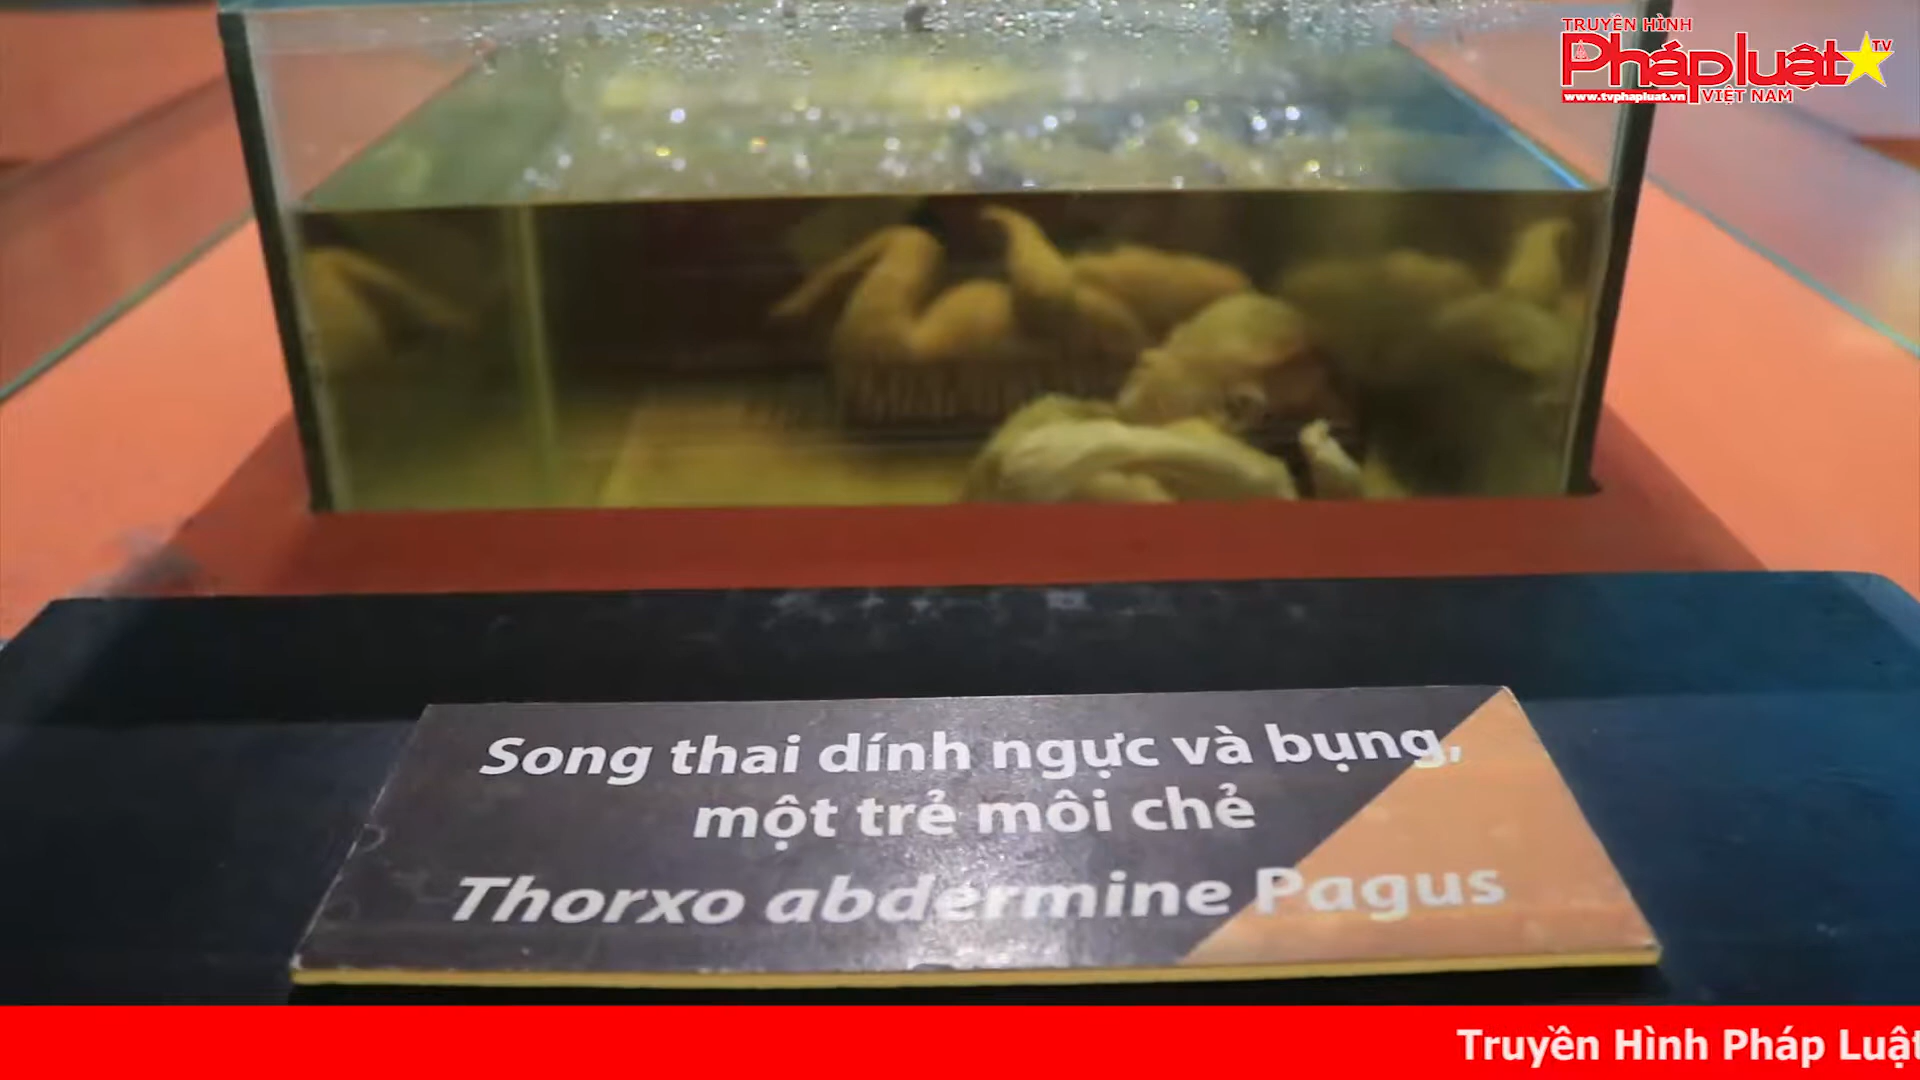 TRUYỀN HÌNH
Phápluật TV
www.tvphapluat.vn VIỆT NAM
Song thai dính ngực và bụng,
một trẻ môi chẻ
Thorxo abdermine Pagus
Truyền Hình Pháp Luật